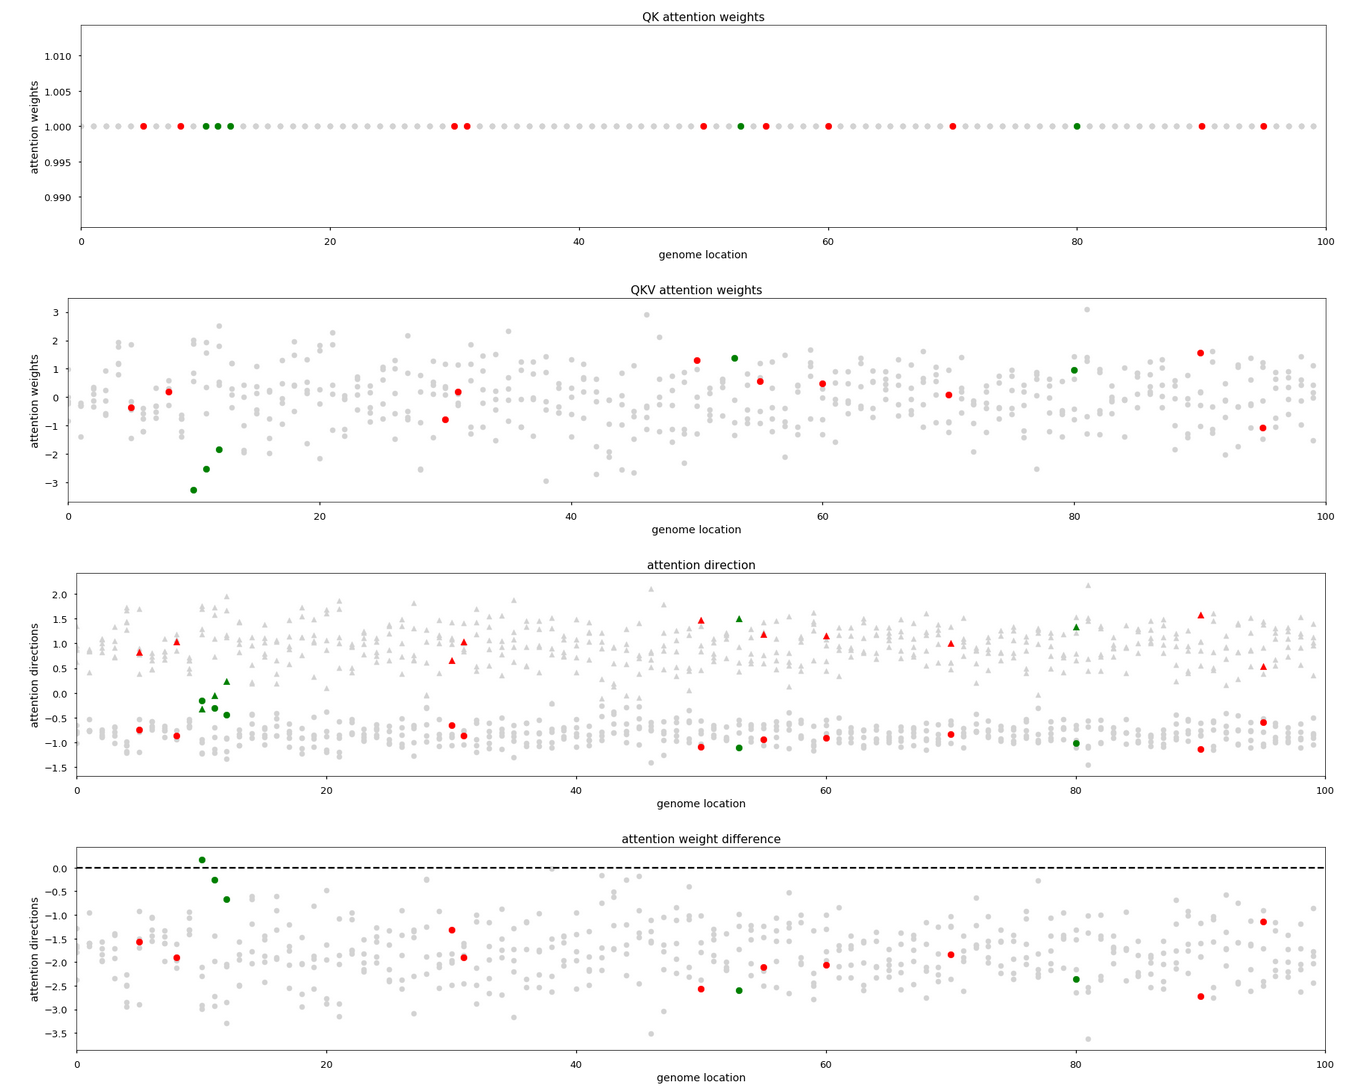 QK attention weights
attention weights
1.010
1.005
1.000
0.995
0.990
0 20 40 60 80 100
genome location
QKV attention weights
attention weights
3
2
1
0
−1
−2
−3
0 20 40 60 80 100
genome location
attention direction
attention directions
2.0
1.5
1.0
0.5
0.0
−0.5
−1.0
−1.5
0 20 40 60 80 100
genome location
attention weight difference
attention directions
0.0
−0.5
−1.0
−1.5
−2.0
−2.5
−3.0
−3.5
0 20 40 60 80 100
genome location